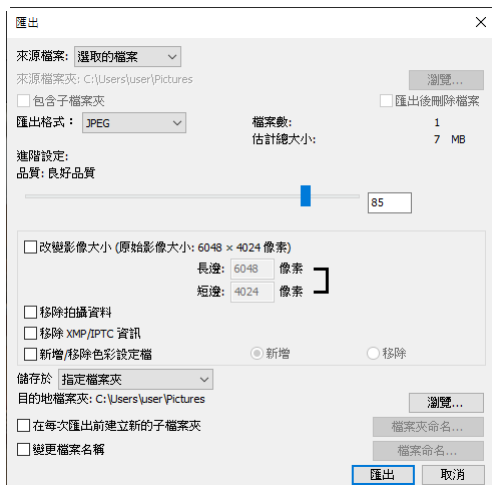 匯出
來源檔案: 選取的檔案
來源檔案夾: C:\Users\user\Pictures 瀏覽...
包含子檔案夾 匯出後刪除檔案
匯出格式： JPEG 檔案數: 1
估計總大小: 7 MB
進階設定:
品質: 良好品質
85
改變影像大小 (原始影像大小: 6048 × 4024 像素)
長邊: 6048 像素
短邊: 4024 像素
移除拍攝資料
移除 XMP/IPTC 資訊
新增/移除色彩設定檔 新增 移除
儲存於 指定檔案夾
目的地檔案夾: C:\Users\user\Pictures 瀏覽...
在每次匯出前建立新的子檔案夾 檔案夾命名...
變更檔案名稱 檔案命名...
匯出 取消